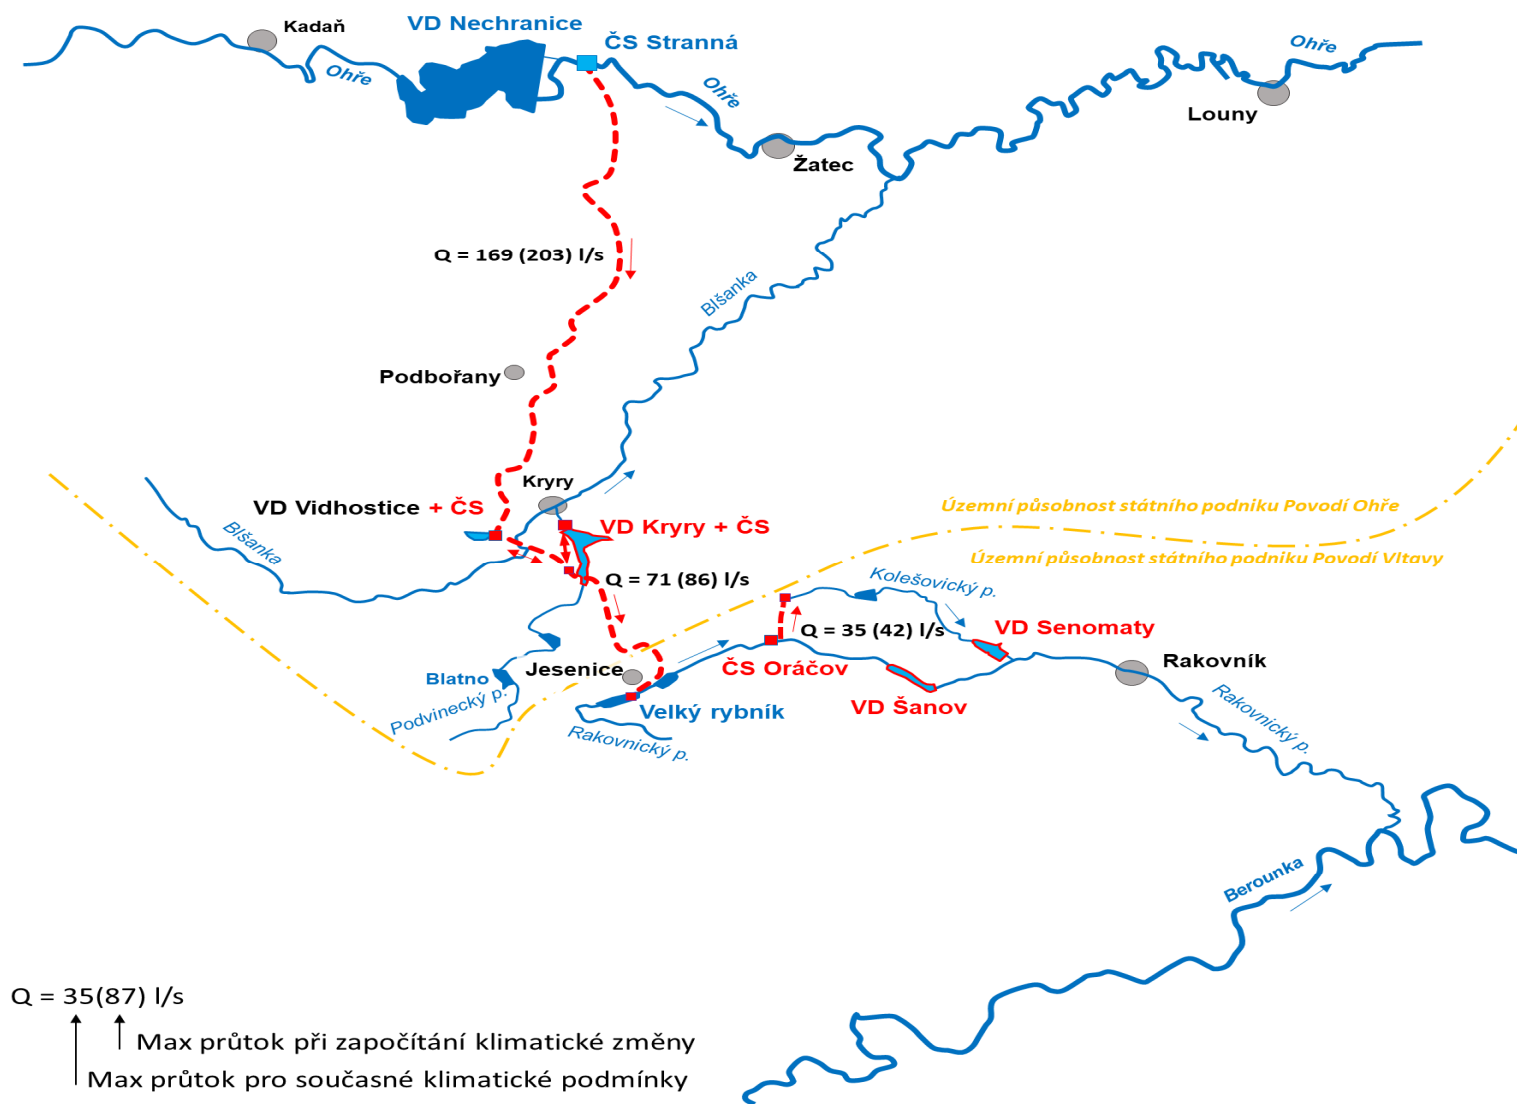 Kadaň
VD Nechranice
ČS Stranná
Ohře
Ohře
Ohře
Louny
Žatec
Q = 169 (203) l/s
Blšanka
Podbořany
Kryry
VD Vidhostice + ČS
VD Kryry + ČS
Územní působnost státního podniku Povodí Ohře
Územní působnost státního podniku Povodí Vltavy
Blšanka
Q = 71 (86) l/s
Kolešovický p.
Q = 35 (42) l/s
VD Senomaty
Jesenice
ČS Oráčov
Rakovník
Blatno
VD Šanov
Podvinecký p.
Velký rybník
Rakovnický p.
Rakovnický p.
Berounka
Q = 35(87) l/s
Max průtok při započítání klimatické změny
Max průtok pro současné klimatické podmínky